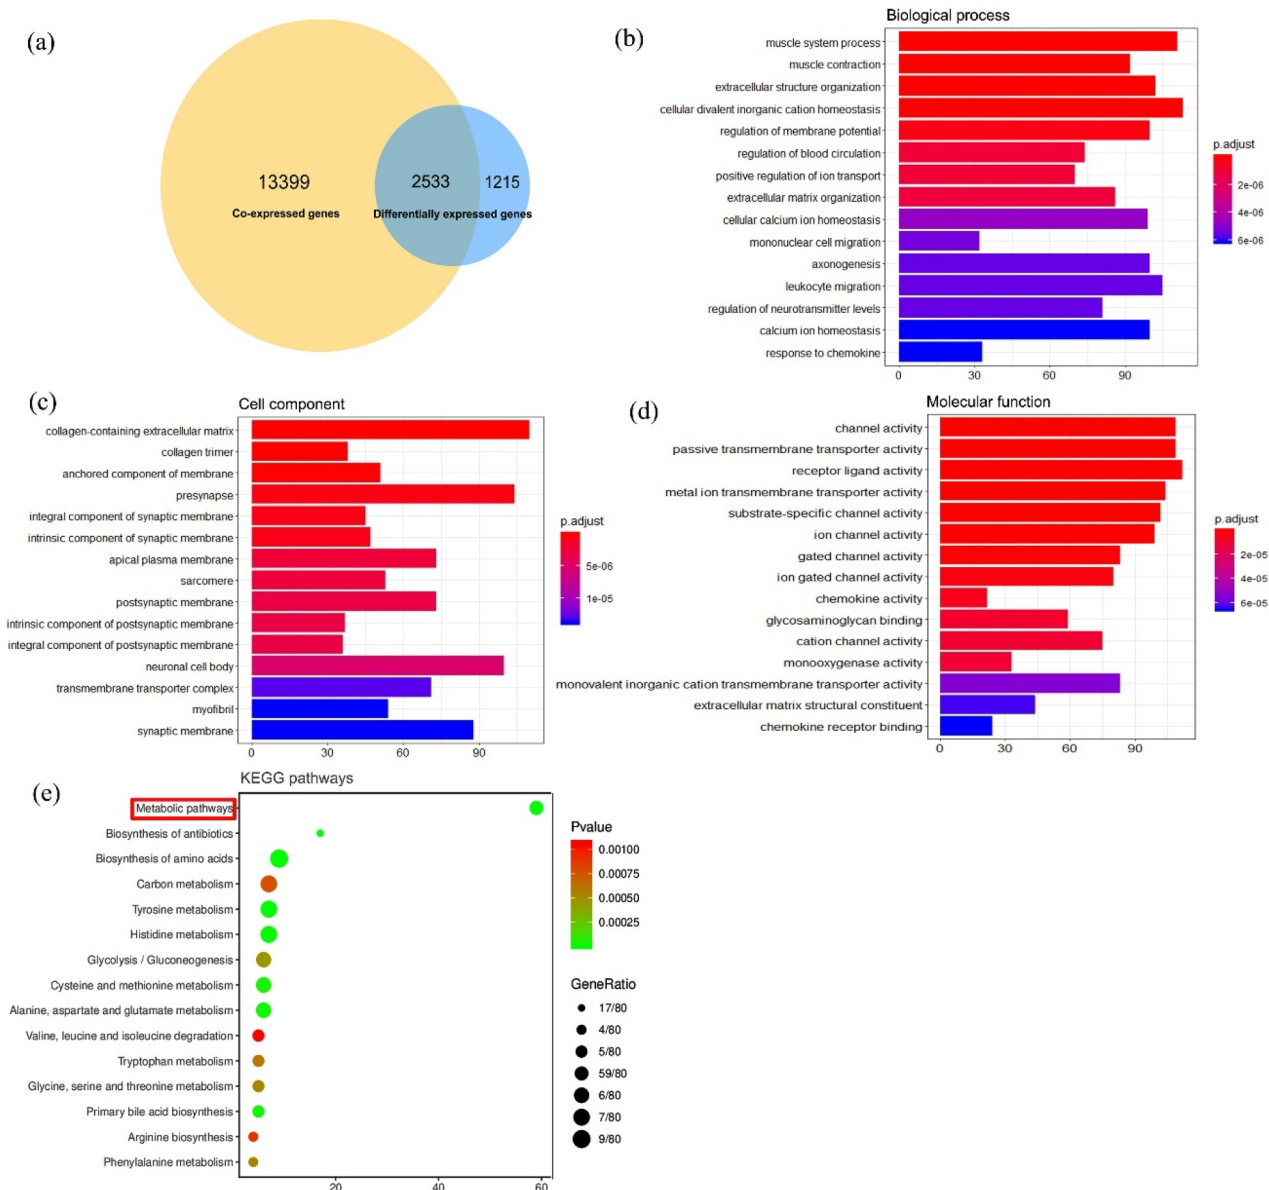 (a)
13399
Co-expressed genes
2533
1215
Differentially expressed genes
(b)
Biological process
muscle system process
muscle contraction
extracellular structure organization
cellular divalent inorganic cation homeostasis
regulation of membrane potential
regulation of blood circulation
positive regulation of ion transport
extracellular matrix organization
cellular calcium ion homeostasis
mononuclear cell migration
axonogenesis
leukocyte migration
regulation of neurotransmitter levels
calcium ion homeostasis
response to chemokine
0 30 60 90
p.adjust
2e-06
4e-06
6e-06
(c)
Cell component
collagen-containing extracellular matrix
collagen trimer
anchored component of membrane
presynapse
integral component of synaptic membrane
intrinsic component of synaptic membrane
apical plasma membrane
sarcomere
postsynaptic membrane
intrinsic component of postsynaptic membrane
integral component of postsynaptic membrane
neuronal cell body
transmembrane transporter complex
myofibril
synaptic membrane
0 30 60 90
p.adjust
5e-06
1e-05
(d)
Molecular function
channel activity
passive transmembrane transporter activity
receptor ligand activity
metal ion transmembrane transporter activity
substrate-specific channel activity
ion channel activity
gated channel activity
ion gated channel activity
chemokine activity
glycosaminoglycan binding
cation channel activity
monooxygenase activity
monovalent inorganic cation transmembrane transporter activity
extracellular matrix structural constituent
chemokine receptor binding
0 30 60 90
p.adjust
2e-05
4e-05
6e-05
(e)
KEGG pathways
Metabolic pathways
Biosynthesis of antibiotics
Biosynthesis of amino acids
Carbon metabolism
Tyrosine metabolism
Histidine metabolism
Glycolysis / Gluconeogenesis
Cysteine and methionine metabolism
Alanine, aspartate and glutamate metabolism
Valine, leucine and isoleucine degradation
Tryptophan metabolism
Glycine, serine and threonine metabolism
Primary bile acid biosynthesis
Arginine biosynthesis
Phenylalanine metabolism
20 40 60
Pvalue
0.00100
0.00075
0.00050
0.00025
GeneRatio
17/80
4/80
5/80
59/80
6/80
7/80
9/80